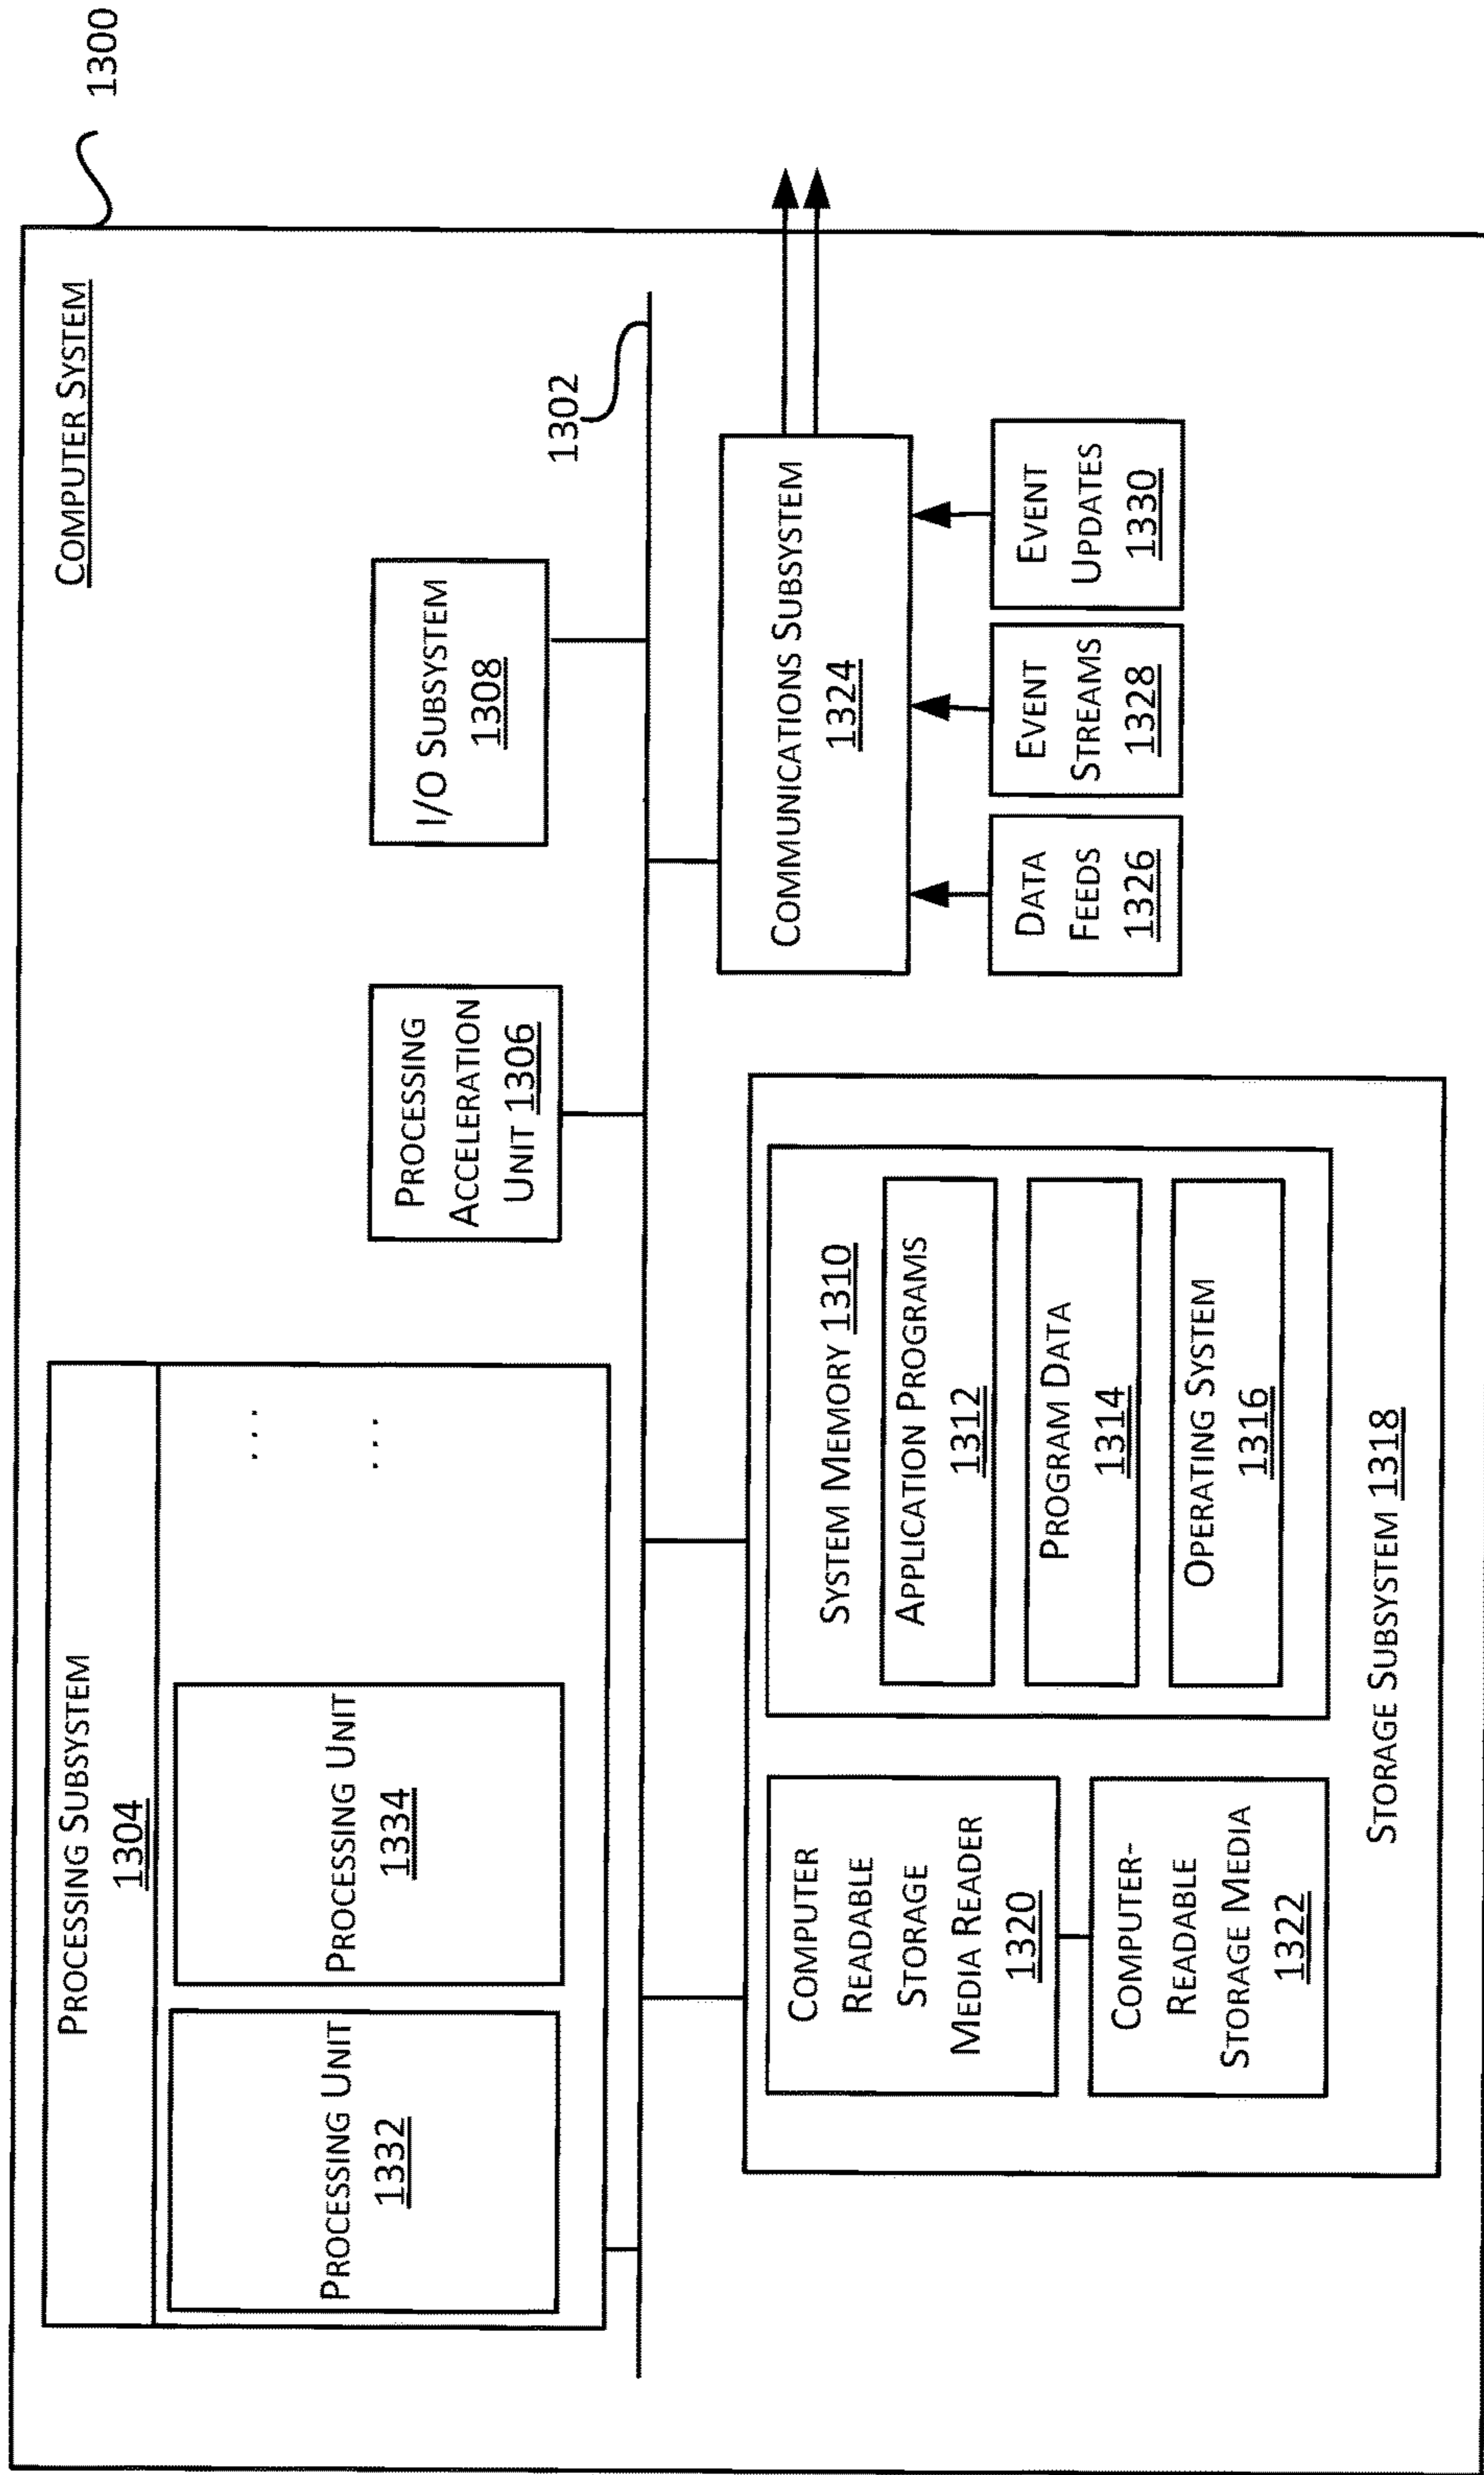 1300
COMPUTER SYSTEM
PROCESSING SUBSYSTEM
1304
PROCESSING UNIT
1332
PROCESSING UNIT
1334
. . .
. . .
PROCESSING
ACCELERATION
UNIT 1306
I/O SUBSYSTEM
1308
1302
COMPUTER
READABLE
STORAGE
MEDIA READER
1320
COMPUTER-
READABLE
STORAGE MEDIA
1322
SYSTEM MEMORY 1310
APPLICATION PROGRAMS
1312
PROGRAM DATA
1314
OPERATING SYSTEM
1316
STORAGE SUBSYSTEM 1318
COMMUNICATIONS SUBSYSTEM
1324
DATA
FEEDS
1326
EVENT
STREAMS
1328
EVENT
UPDATES
1330